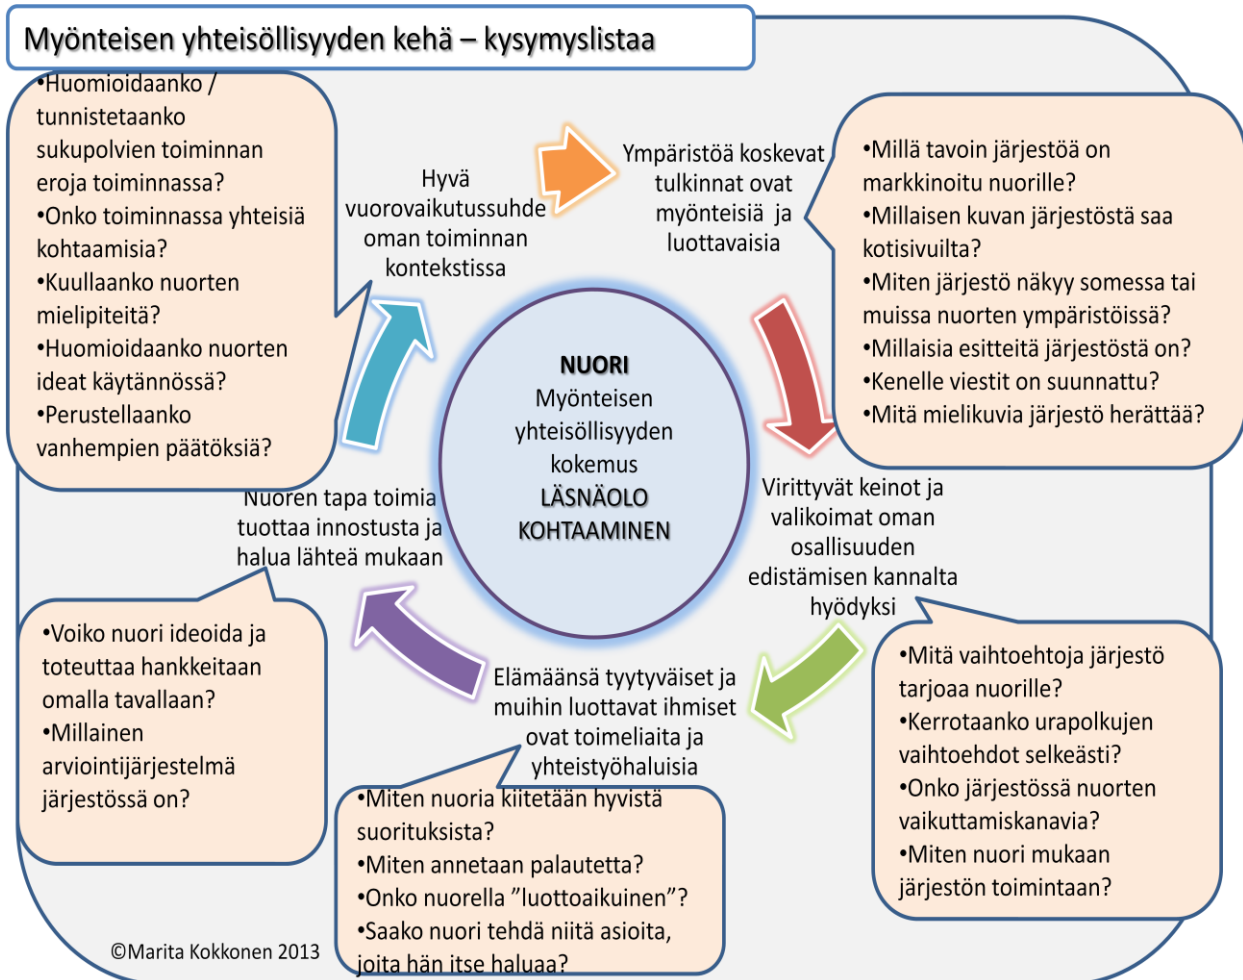 Myönteisen yhteisöllisyyden kehä – kysymyslistaa
•Huomioidaanko /
tunnistetaanko
sukupolvien toiminnan
eroja toiminnassa?
•Onko toiminnassa yhteisiä
kohtaamisia?
•Kuullaanko nuorten
mielipiteitä?
•Huomioidaanko nuorten
ideat käytännössä?
•Perustellaanko
vanhempien päätöksiä?
Hyvä
vuorovaikutussuhde
oman toiminnan
kontekstissa
Ympäristöä koskevat
tulkinnat ovat
myönteisiä ja
luottavaisia
•Millä tavoin järjestöä on
markkinoitu nuorille?
•Millaisen kuvan järjestöstä saa
kotisivuilta?
•Miten järjestö näkyy somessa tai
muissa nuorten ympäristöissä?
•Millaisia esitteitä järjestöstä on?
•Kenelle viestit on suunnattu?
•Mitä mielikuvia järjestö herättää?
NUORI
Myönteisen
yhteisöllisyyden
kokemus
LÄSNÄOLO
KOHTAAMINEN
Virittyvät keinot ja
valikoimat oman
osallisuuden
edistämisen kannalta
hyödyksi
•Mitä vaihtoehtoja järjestö
tarjoaa nuorille?
•Kerrotaanko urapolkujen
vaihtoehdot selkeästi?
•Onko järjestössä nuorten
vaikuttamiskanavia?
•Miten nuori mukaan
järjestön toimintaan?
Elämäänsä tyytyväiset ja
muihin luottavat ihmiset
ovat toimeliaita ja
yhteistyöhaluisia
•Miten nuoria kiitetään hyvistä
suorituksista?
•Miten annetaan palautetta?
•Onko nuorella ”luottoaikuinen”?
•Saako nuori tehdä niitä asioita,
joita hän itse haluaa?
Nuoren tapa toimia
tuottaa innostusta ja
halua lähteä mukaan
•Voiko nuori ideoida ja
toteuttaa hankkeitaan
omalla tavallaan?
•Millainen
arviointijärjestelmä
järjestössä on?
©Marita Kokkonen 2013